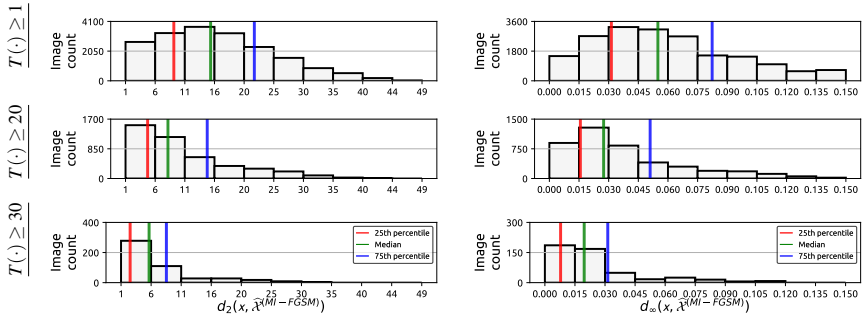 T(·) ≥ 1
Image count
4100
2050
0
1 6 11 16 20 25 30 35 40 44 49
Image count
3600
1800
0
0.000 0.015 0.030 0.045 0.060 0.075 0.090 0.105 0.120 0.135 0.150
T(·) ≥ 20
Image count
1700
850
0
1 6 11 16 20 25 30 35 40 44 49
Image count
1500
750
0
0.000 0.015 0.030 0.045 0.060 0.075 0.090 0.105 0.120 0.135 0.150
T(·) ≥ 30
Image count
400
200
0
25th percentile
Median
75th percentile
1 6 11 16 20 25 30 35 40 44 49
d₂(x, X̂^(MI−FGSM))
Image count
300
150
0
25th percentile
Median
75th percentile
0.000 0.015 0.030 0.045 0.060 0.075 0.090 0.105 0.120 0.135 0.150
d∞(x, X̂^(MI−FGSM))